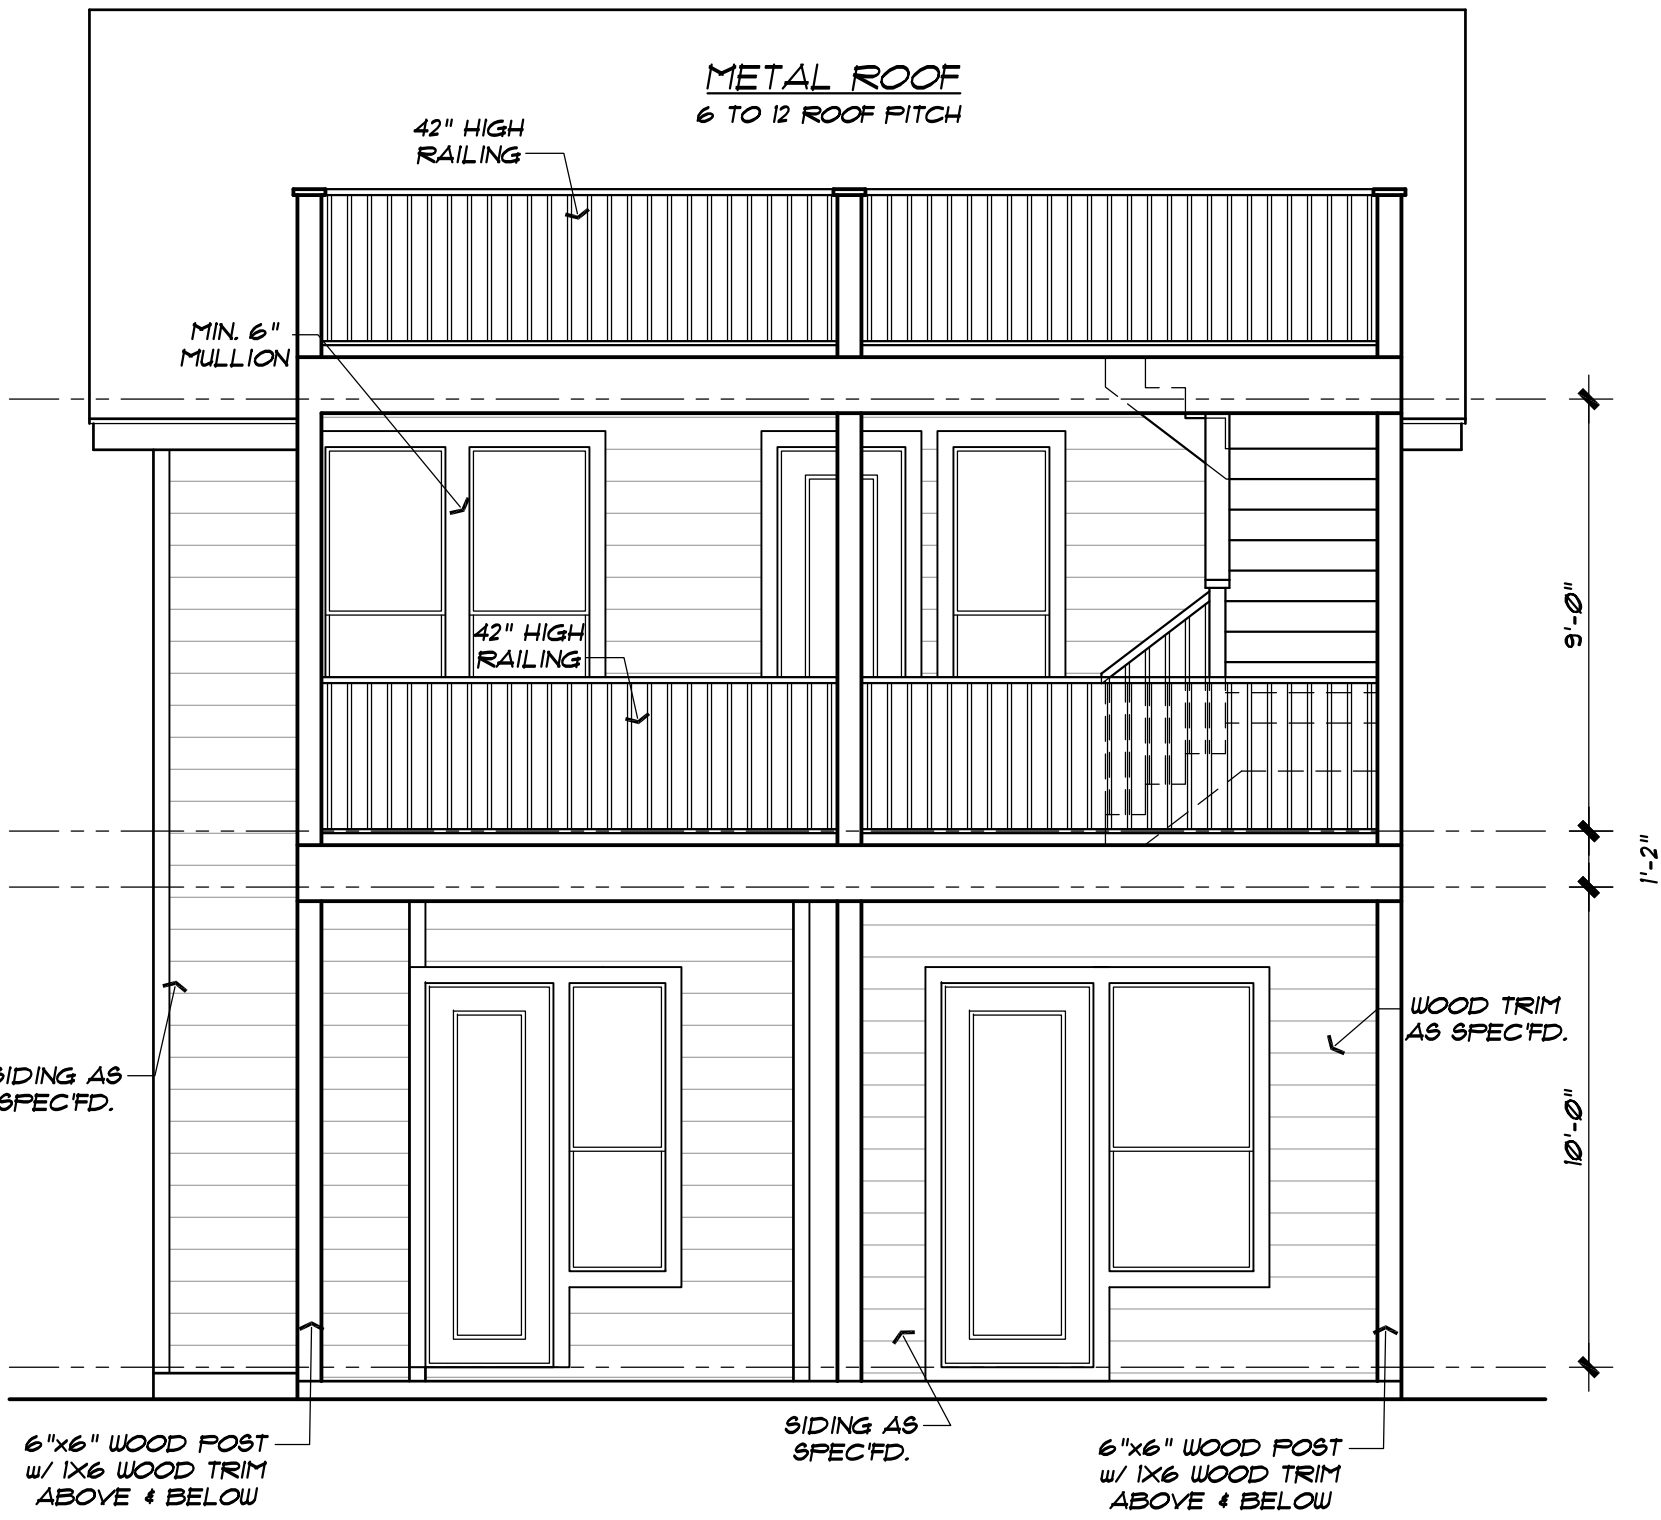 METAL ROOF
6 TO 12 ROOF PITCH
42" HIGH
RAILING
MIN. 6"
MULLION
42" HIGH
RAILING
9'-0"
1'-2"
10'-0"
WOOD TRIM
AS SPEC'FD.
SIDING AS
SPEC'FD.
6"x6" WOOD POST
w/ 1X6 WOOD TRIM
ABOVE & BELOW
SIDING AS
SPEC'FD.
6"x6" WOOD POST
w/ 1X6 WOOD TRIM
ABOVE & BELOW